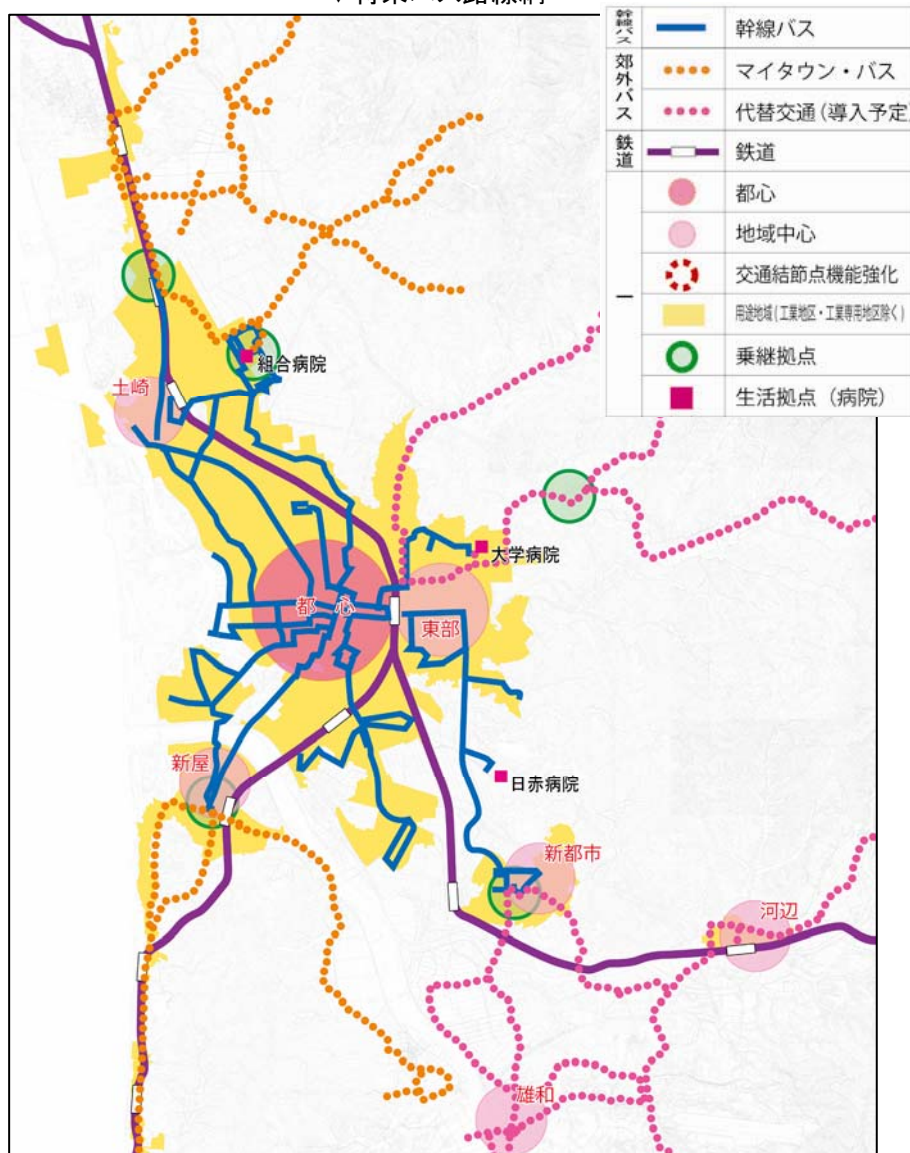 幹線バス
幹線バス
郊外バス
マイタウン・バス
代替交通(導入予定)
鉄道
鉄道
都心
地域中心
交通結節点機能強化
用途地域(工業地区・工業専用地区除く)
乗継拠点
生活拠点(病院)
組合病院
土崎
大学病院
都心
東部
新屋
日赤病院
新都市
河辺
雄和